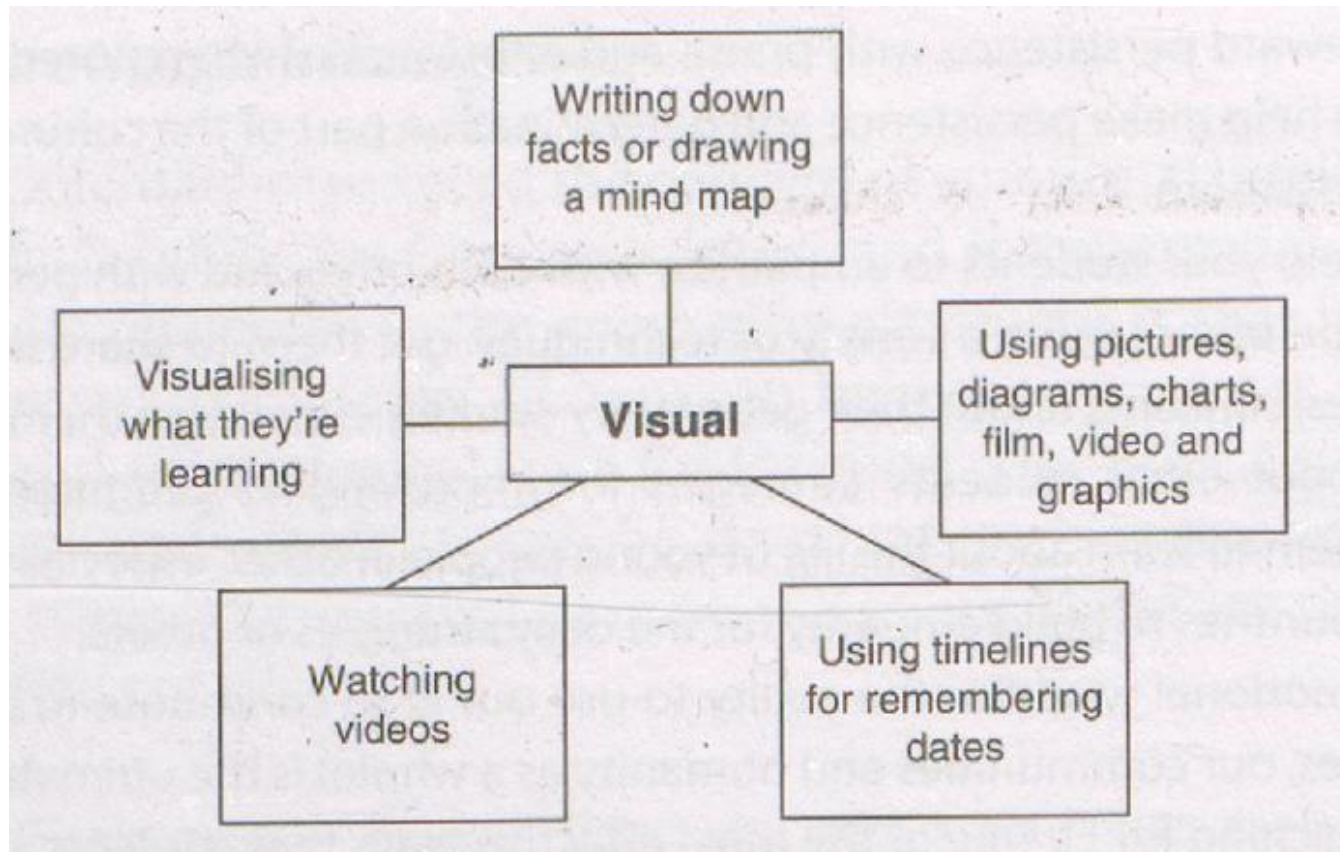 Writing down
facts or drawing
a mind map
Visualising
what they're
learning
Visual
Using pictures,
diagrams, charts,
film, video and
graphics
Watching
videos
Using timelines
for remembering
dates